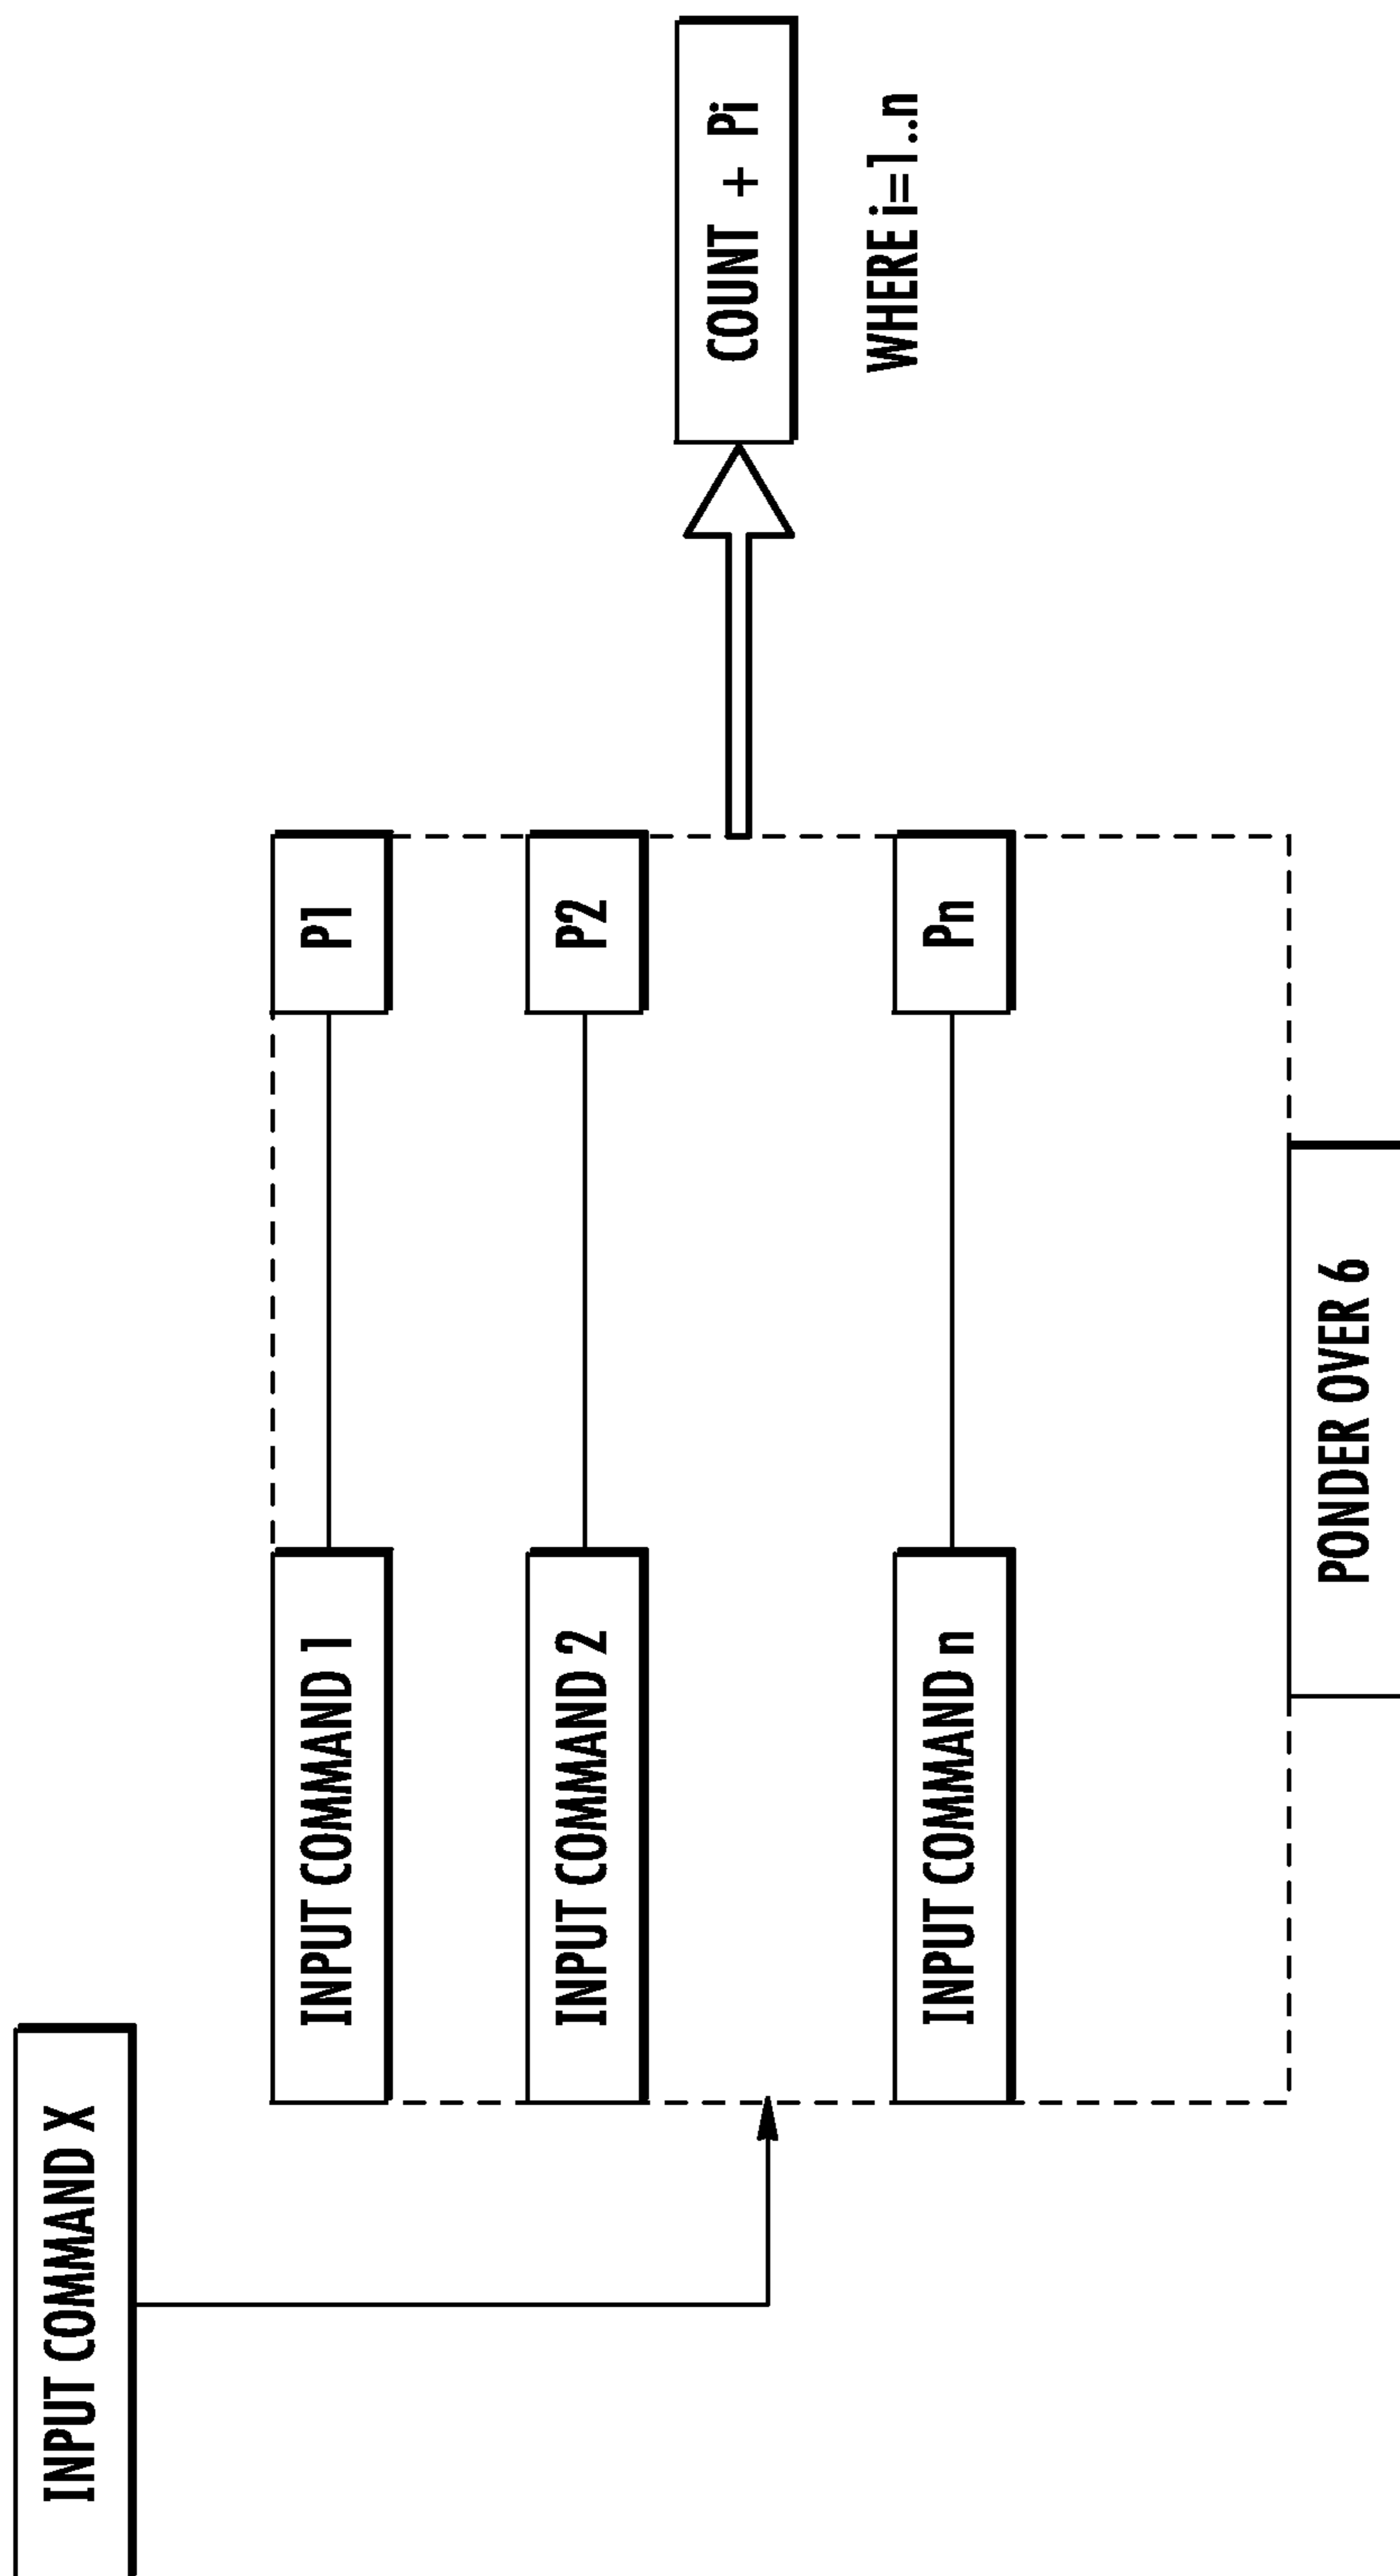 INPUT COMMAND X
INPUT COMMAND 1
P1
INPUT COMMAND 2
P2
COUNT + Pi
WHERE i=1..n
INPUT COMMAND n
Pn
PONDER OVER 6